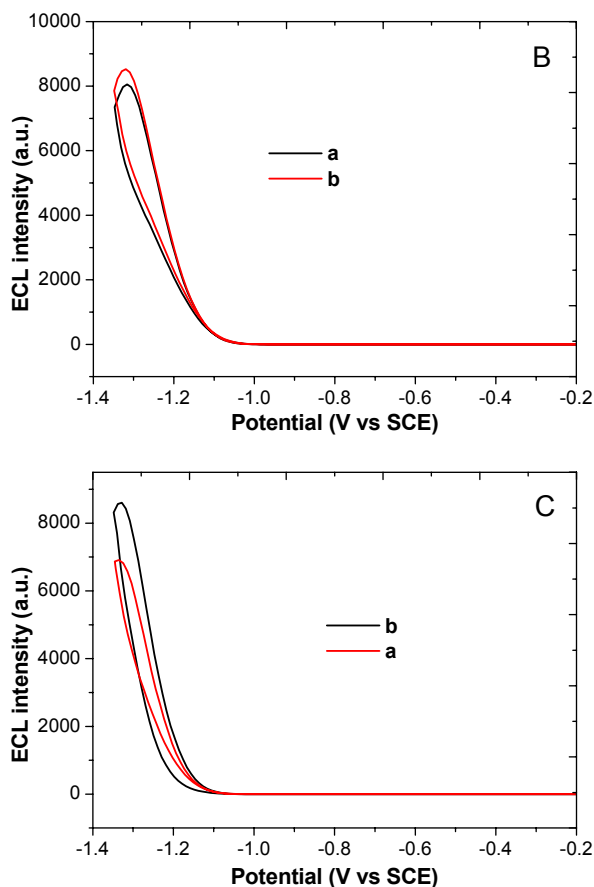 10000
8000
6000
4000
2000
0
ECL intensity (a.u.)
B
a
b
-1.4 -1.2 -1.0 -0.8 -0.6 -0.4 -0.2
Potential (V vs SCE)
8000
6000
4000
2000
0
ECL intensity (a.u.)
C
b
a
-1.4 -1.2 -1.0 -0.8 -0.6 -0.4 -0.2
Potential (V vs SCE)